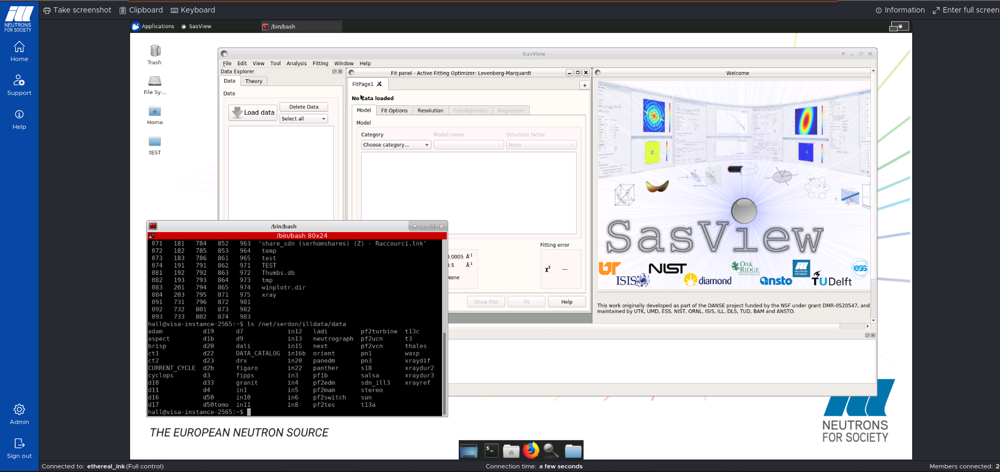 Take screenshot Clipboard Keyboard Information Enter full screen
NEUTRONS
FOR SOCIETY
Home
Support
Help
Admin
Sign out
Applications SasView /bin/bash
Trash
File Sy...
Home
tEST
SasView
File Edit View Tool Analysis Fitting Window Help
Data Explorer
Data Theory
Data
Load data
Delete Data
Select all
Fit panel - Active Fitting Optimizer: Levenberg-Marquardt
FitPage1
+
No data loaded
Model Fit Options Resolution Polydispersity Magnetism
Model
Category Model name Structure factor
Choose category... None
Fitting error
0.0005 Å-1
0.5 Å-1
None
χ2 ---
Show Plot Fit Help
Welcome
SasView
UT NIST OAK RIDGE National Laboratory NEUTRONS FOR SCIENCE ess
ISIS diamond ansto TU Delft
This work originally developed as part of the DANSE project funded by the NSF under grant DMR-0520547, and
maintained by UTK, UMD, ESS, NIST, ORNL, ISIS, ILL, DLS, TUD, BAM and ANSTO.
/bin/bash
/bin/bash 80x24
071 181 784 852 963 'share_sdn (serhomshares) (Z) - Raccourci.lnk'
072 182 785 853 964 temp
073 183 786 861 965 test
074 191 791 862 971 TEST
081 192 792 863 972 Thumbs.db
082 193 793 864 973 tmp
083 201 794 865 974 winplotr.dir
084 203 795 871 975 xray
091 731 796 872 981
092 732 801 873 982
093 733 802 874 983
hall@visa-instance-2565:~$ ls /net/serdon/illdata/data
adam d19 d7 in12 ladi pf2turbine t13c
aspect d1b d9 in13 neutrograph pf2ucn t3
brisp d20 dali in15 next pf2vcn thales
ct1 d22 DATA_CATALOG in16b orient pn1 wasp
ct2 d23 drx in20 panedm pn3 xraydif
CURRENT_CYCLE d2b figaro in22 panther s18 xraydur2
cyclops d3 fipps in3 pf1b salsa xraydur3
d10 d33 granit in4 pf2edm sdn_ill3 xrayref
d11 d4 in1 in5 pf2mam stereo
d16 d50 in10 in6 pf2switch sun
d17 d50tomo in11 in8 pf2tes t13a
hall@visa-instance-2565:~$
THE EUROPEAN NEUTRON SOURCE
NEUTRONS
FOR SOCIETY
$-
Connected to: ethereal_ink (Full control) Connection time: a few seconds Members connected: 2